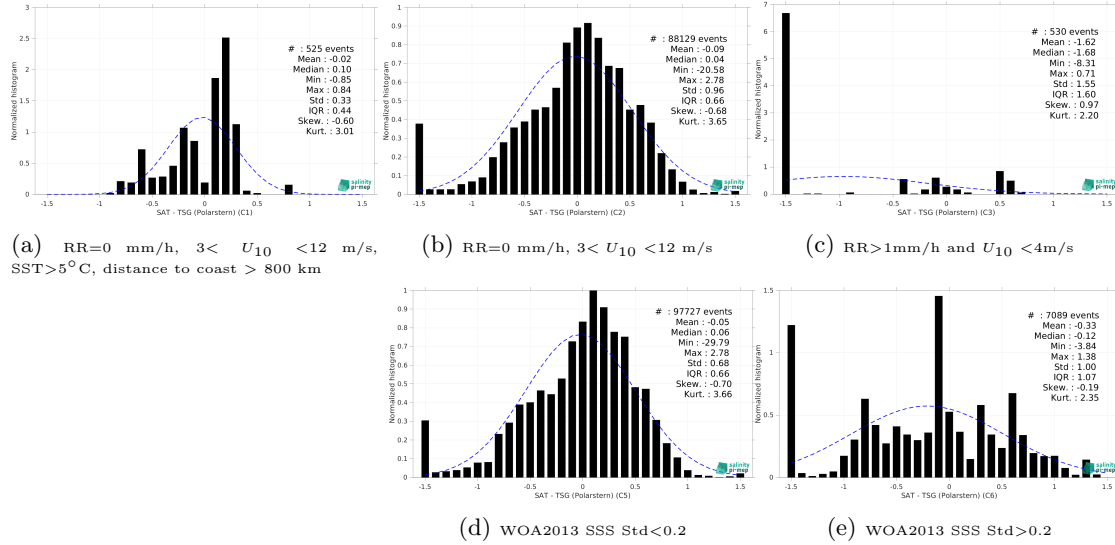 3
2.5
2
1.5
1
0.5
0
Normalized histogram
# : 525 events
Mean : -0.02
Median : 0.10
Min : -0.85
Max : 0.84
Std : 0.33
IQR : 0.44
Skew. : -0.60
Kurt. : 3.01
salinity
pi-mep
-1.5 -1 -0.5 0 0.5 1 1.5
SAT - TSG (Polarstern) (C1)
(a) RR=0 mm/h, 3< U10 <12 m/s,
SST>5°C, distance to coast > 800 km
1
0.9
0.8
0.7
0.6
0.5
0.4
0.3
0.2
0.1
0
Normalized histogram
# : 88129 events
Mean : -0.09
Median : 0.04
Min : -20.58
Max : 2.78
Std : 0.96
IQR : 0.66
Skew. : -0.68
Kurt. : 3.65
salinity
pi-mep
-1.5 -1 -0.5 0 0.5 1 1.5
SAT - TSG (Polarstern) (C2)
(b) RR=0 mm/h, 3< U10 <12 m/s
7
6
5
4
3
2
1
0
Normalized histogram
# : 530 events
Mean : -1.62
Median : -1.68
Min : -8.31
Max : 0.71
Std : 1.55
IQR : 1.60
Skew. : 0.97
Kurt. : 2.20
salinity
pi-mep
-1.5 -1 -0.5 0 0.5 1 1.5
SAT - TSG (Polarstern) (C3)
(c) RR>1mm/h and U10 <4m/s
1
0.9
0.8
0.7
0.6
0.5
0.4
0.3
0.2
0.1
0
Normalized histogram
# : 97727 events
Mean : -0.05
Median : 0.06
Min : -29.79
Max : 2.78
Std : 0.68
IQR : 0.66
Skew. : -0.70
Kurt. : 3.66
salinity
pi-mep
-1.5 -1 -0.5 0 0.5 1 1.5
SAT - TSG (Polarstern) (C5)
(d) WOA2013 SSS Std<0.2
1.5
1
0.5
0
Normalized histogram
# : 7089 events
Mean : -0.33
Median : -0.12
Min : -3.84
Max : 1.38
Std : 1.00
IQR : 1.07
Skew. : -0.19
Kurt. : 2.35
salinity
pi-mep
-1.5 -1 -0.5 0 0.5 1 1.5
SAT - TSG (Polarstern) (C6)
(e) WOA2013 SSS Std>0.2